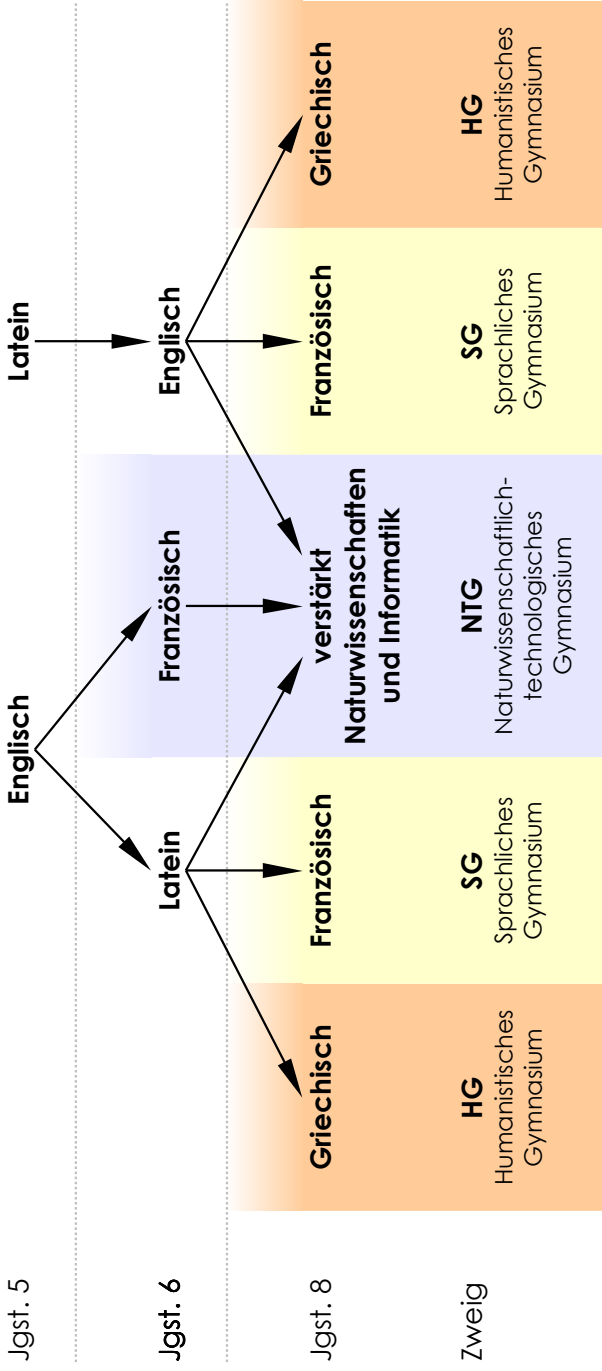 Jgst. 5
Englisch
Latein
Jgst. 6
Latein
Französisch
Englisch
Jgst. 8
Griechisch
Französisch
verstärkt
Naturwissenschaften
und Informatik
Französisch
Griechisch
Zweig
HG
Humanistisches
Gymnasium
SG
Sprachliches
Gymnasium
NTG
Naturwissenschaftlich-
technologisches
Gymnasium
SG
Sprachliches
Gymnasium
HG
Humanistisches
Gymnasium